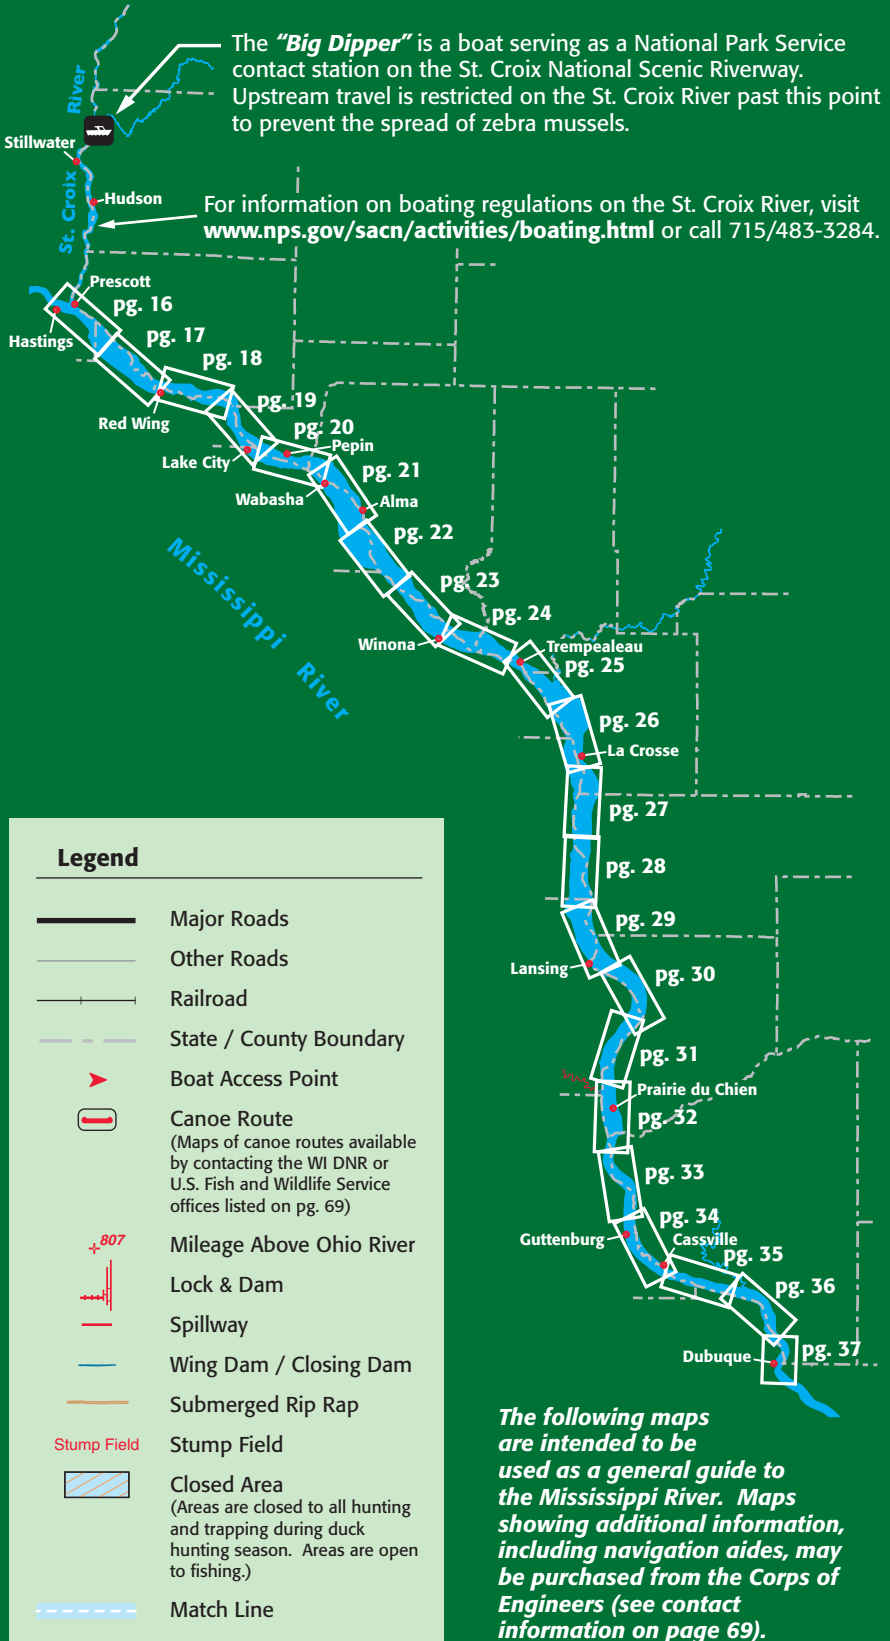 The "Big Dipper" is a boat serving as a National Park Service
contact station on the St. Croix National Scenic Riverway.
Upstream travel is restricted on the St. Croix River past this point
to prevent the spread of zebra mussels.
St. Croix River
Stillwater
Hudson
For information on boating regulations on the St. Croix River, visit
www.nps.gov/sacn/activities/boating.html or call 715/483-3284.
Prescott
pg. 16
Hastings
pg. 17
pg. 18
Red Wing
pg. 19
pg. 20
Pepin
Lake City
pg. 21
Wabasha
Alma
pg. 22
Mississippi River
pg. 23
pg. 24
Winona
Trempealeau
pg. 25
pg. 26
La Crosse
pg. 27
pg. 28
pg. 29
Lansing
pg. 30
pg. 31
Prairie du Chien
pg. 32
pg. 33
pg. 34
Guttenburg
Cassville
pg. 35
pg. 36
pg. 37
Dubuque
Legend
Major Roads
Other Roads
Railroad
State / County Boundary
Boat Access Point
Canoe Route
(Maps of canoe routes available
by contacting the WI DNR or
U.S. Fish and Wildlife Service
offices listed on pg. 69)
807 Mileage Above Ohio River
Lock & Dam
Spillway
Wing Dam / Closing Dam
Submerged Rip Rap
Stump Field Stump Field
Closed Area
(Areas are closed to all hunting
and trapping during duck
hunting season. Areas are open
to fishing.)
Match Line
The following maps
are intended to be
used as a general guide to
the Mississippi River. Maps
showing additional information,
including navigation aides, may
be purchased from the Corps of
Engineers (see contact
information on page 69).